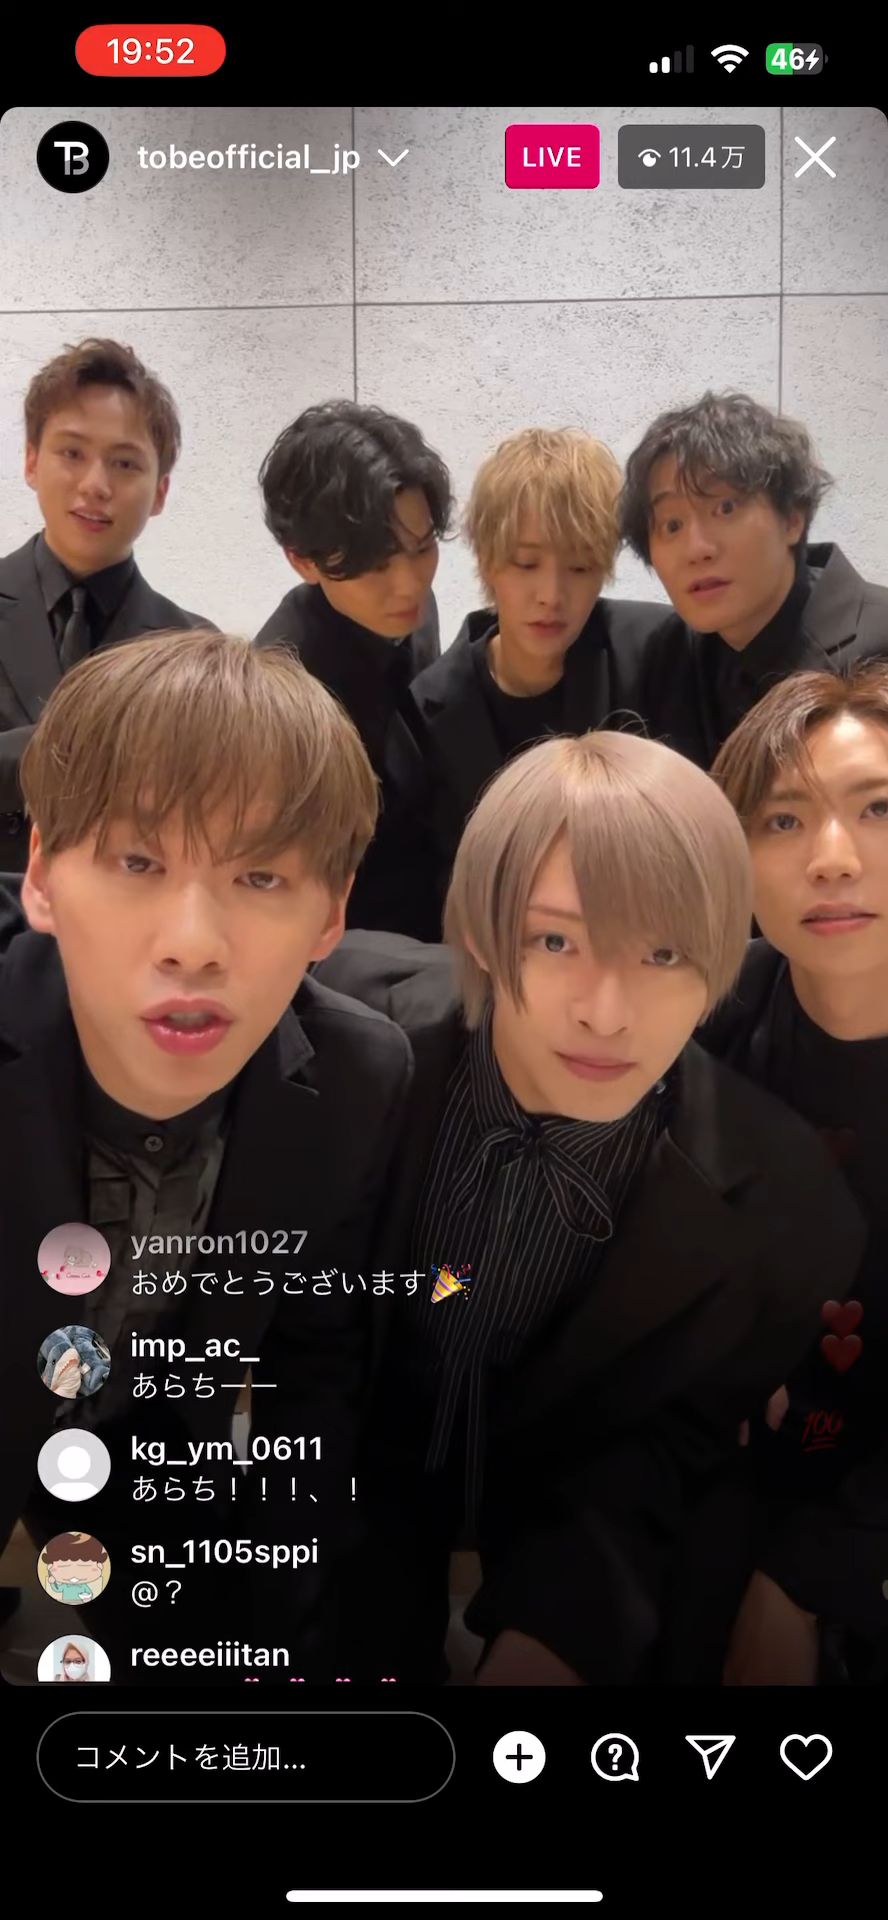 19:52
46
TB
tobeofficial_jp
LIVE
11.4万
yanron1027
おめでとうございます🎉
imp_ac_
あらちーー
kg_ym_0611
あらち！！！、！
sn_1105sppi
@？
reeeeiiitan
💯
コメントを追加...